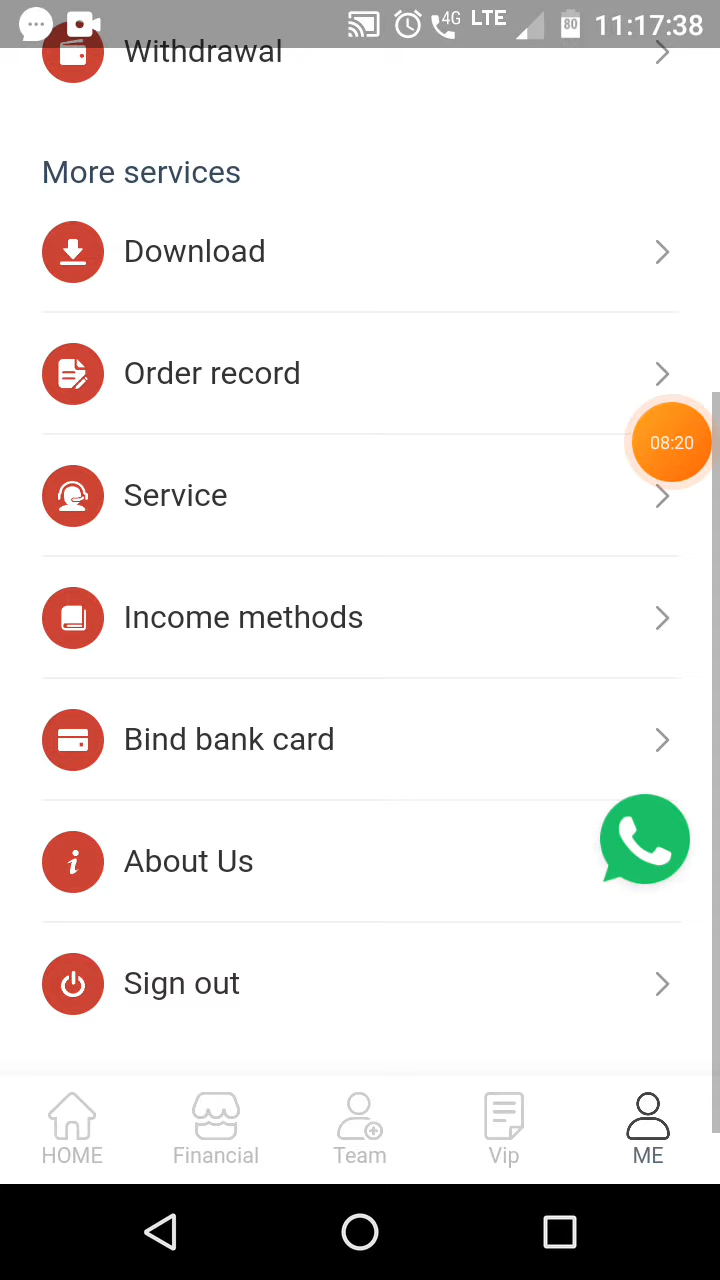 4G LTE 80 11:17:38
Withdrawal
More services
Download
Order record
08:20
Service
Income methods
Bind bank card
About Us
Sign out
HOME Financial Team Vip ME